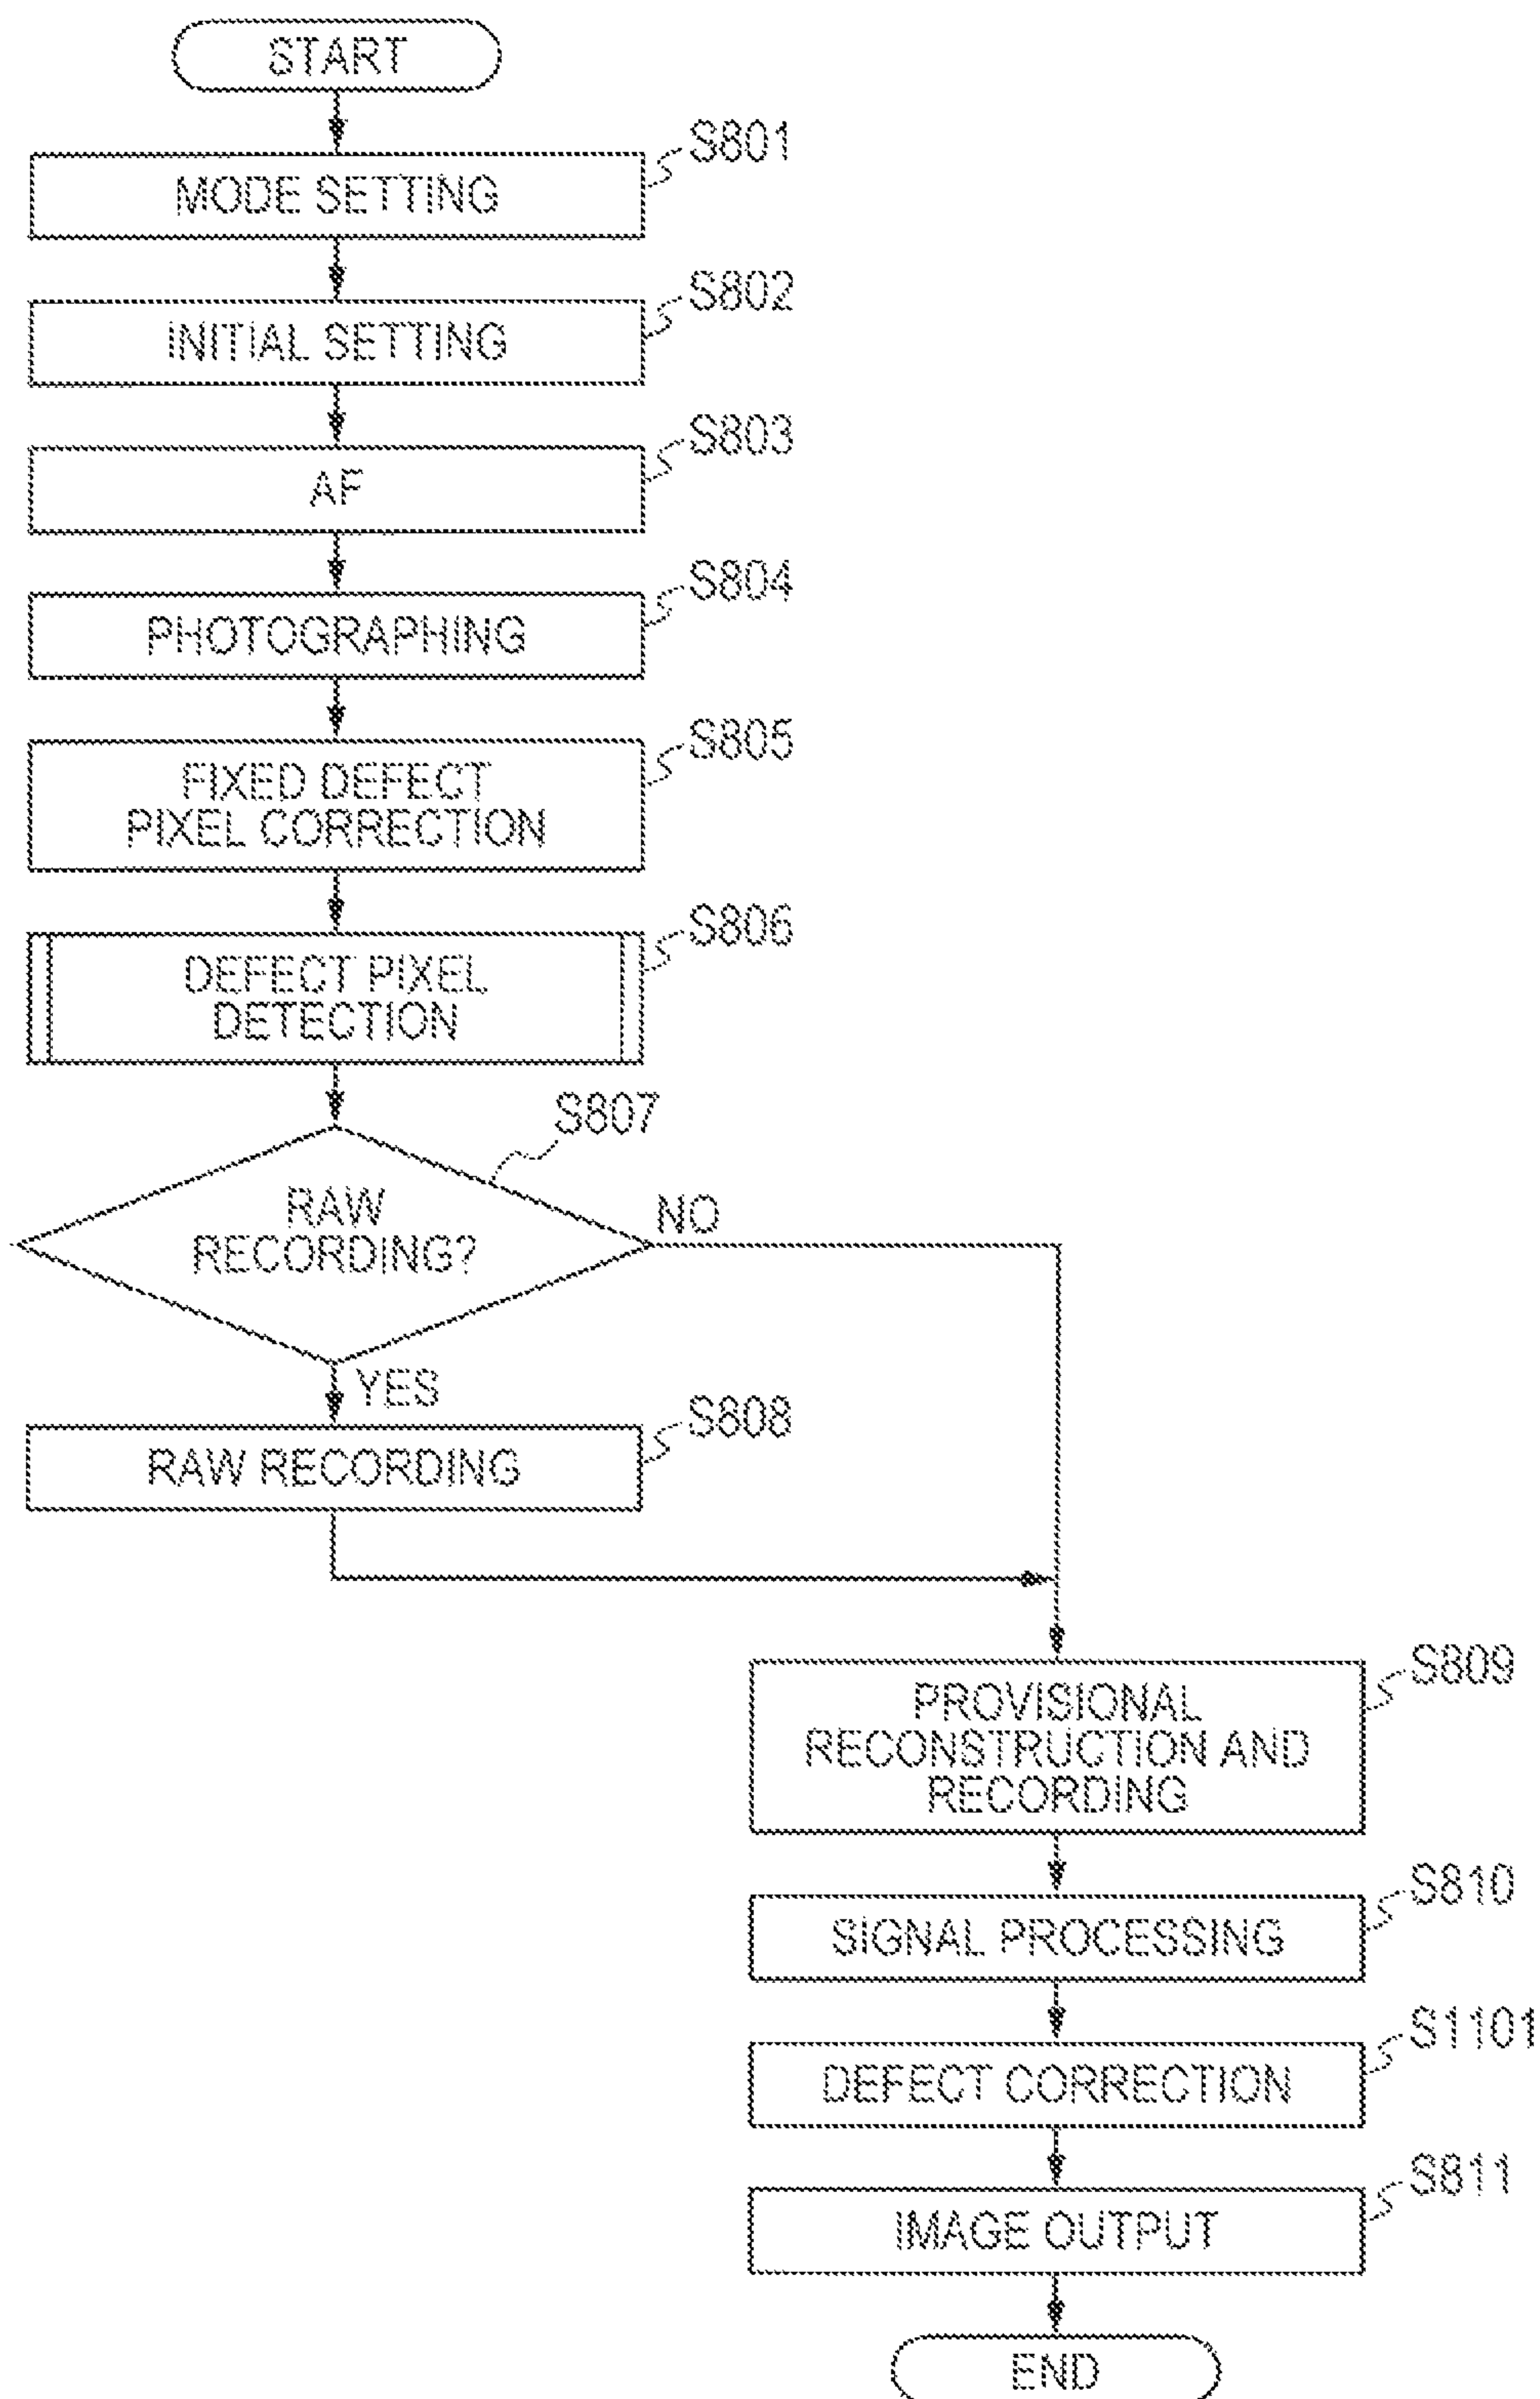 START
S801
MODE SETTING
S802
INITIAL SETTING
S803
AF
S804
PHOTOGRAPHING
S805
FIXED DEFECT
PIXEL CORRECTION
S806
DEFECT PIXEL
DETECTION
S807
RAW
RECORDING?
NO
YES
S808
RAW RECORDING
S809
PROVISIONAL
RECONSTRUCTION AND
RECORDING
S810
SIGNAL PROCESSING
S1101
DEFECT CORRECTION
S811
IMAGE OUTPUT
END